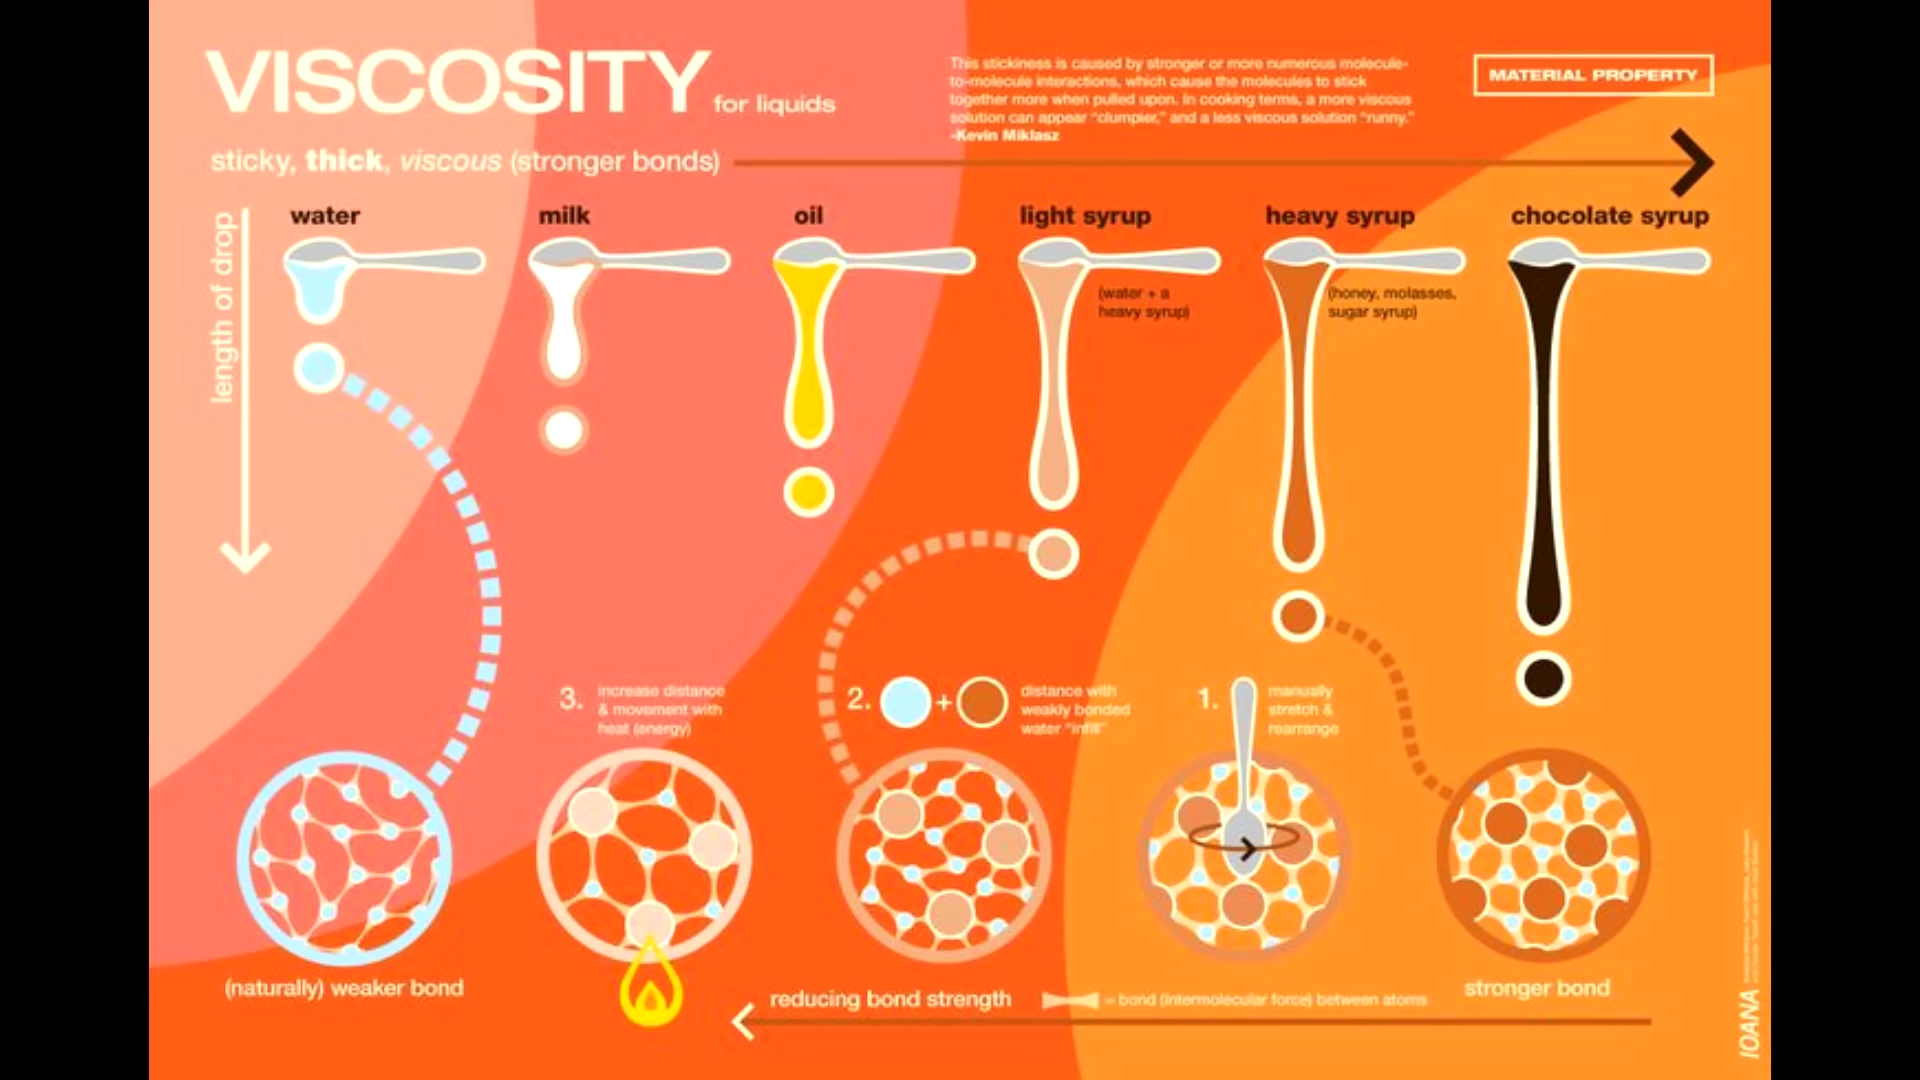 VISCOSITY for liquids
This stickiness is caused by stronger or more numerous molecule-
to-molecule interactions, which cause the molecules to stick
together more when pulled upon. In cooking terms, a more viscous
solution can appear "clumpier," and a less viscous solution "runny."
-Kevin Miklasz
MATERIAL PROPERTY
sticky, thick, viscous (stronger bonds)
length of drop
water
milk
oil
light syrup
heavy syrup
chocolate syrup
(water + a
heavy syrup)
(honey, molasses,
sugar syrup)
3. increase distance
& movement with
heat (energy)
2. + distance with
weakly bonded
water "infill"
1. manually
stretch &
rearrange
(naturally) weaker bond
reducing bond strength
= bond (intermolecular force) between atoms
stronger bond
IOANA